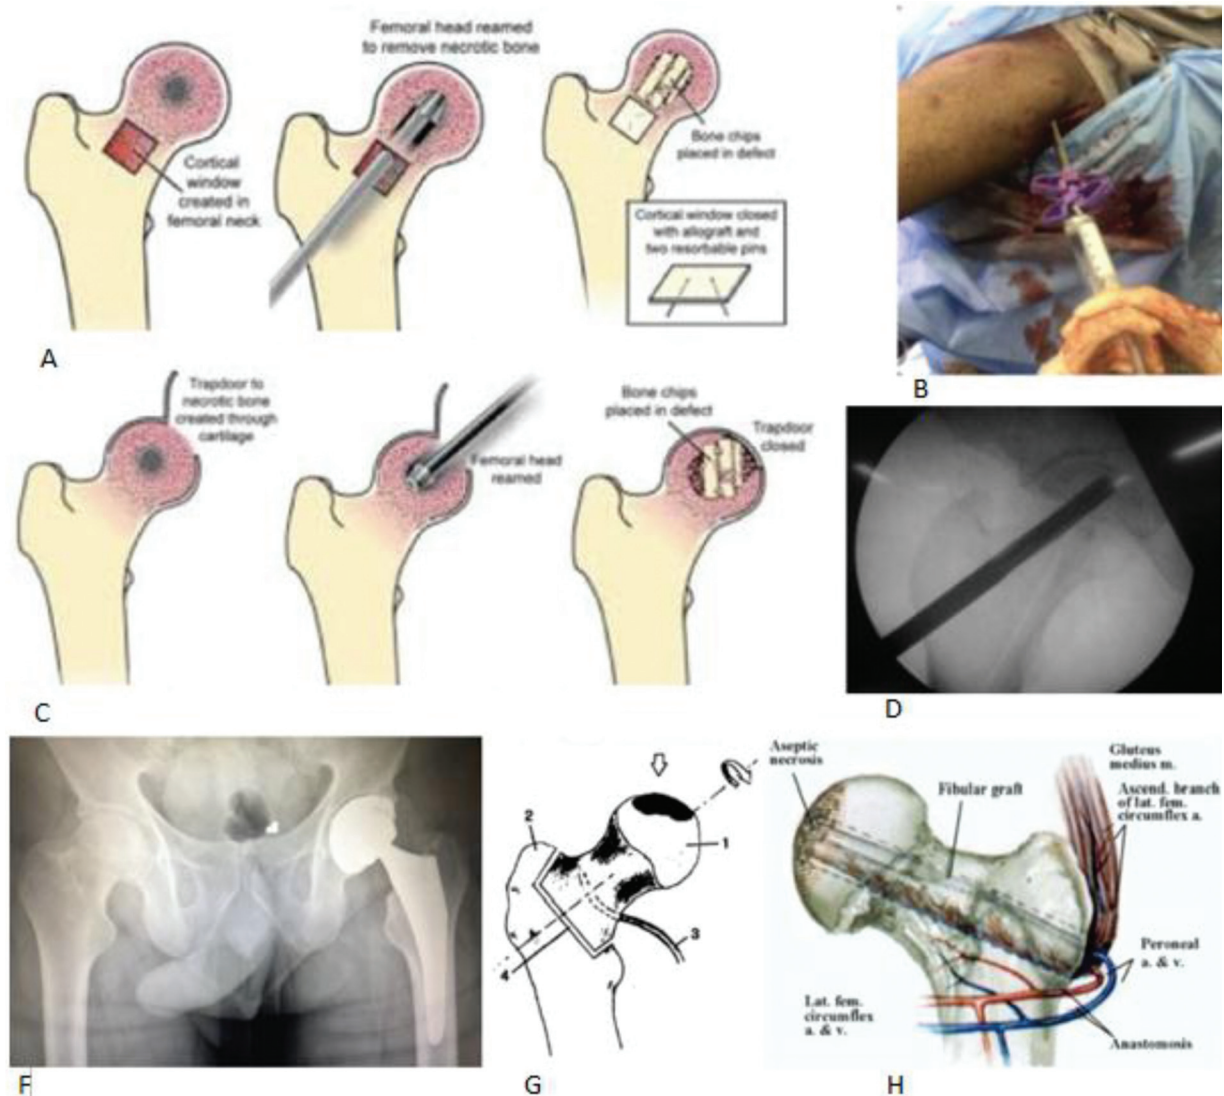 Femoral head reamed
to remove necrotic bone
Cortical
window
created in
femoral neck
Bone chips
placed in defect
Cortical window closed
with allograft and
two resorbable pins
A
B
Trapdoor to
necrotic bone
created through
cartilage
Femoral head
reamed
Bone chips
placed in defect
Trapdoor
closed
C
D
F
2
1
3
4
G
Aseptic
necrosis
Fibular graft
Gluteus
medius m.
Ascend. branch
of lat. fem.
circumflex a.
Peroneal
a. & v.
Lat. fem.
circumflex
a. & v.
Anastomosis
H